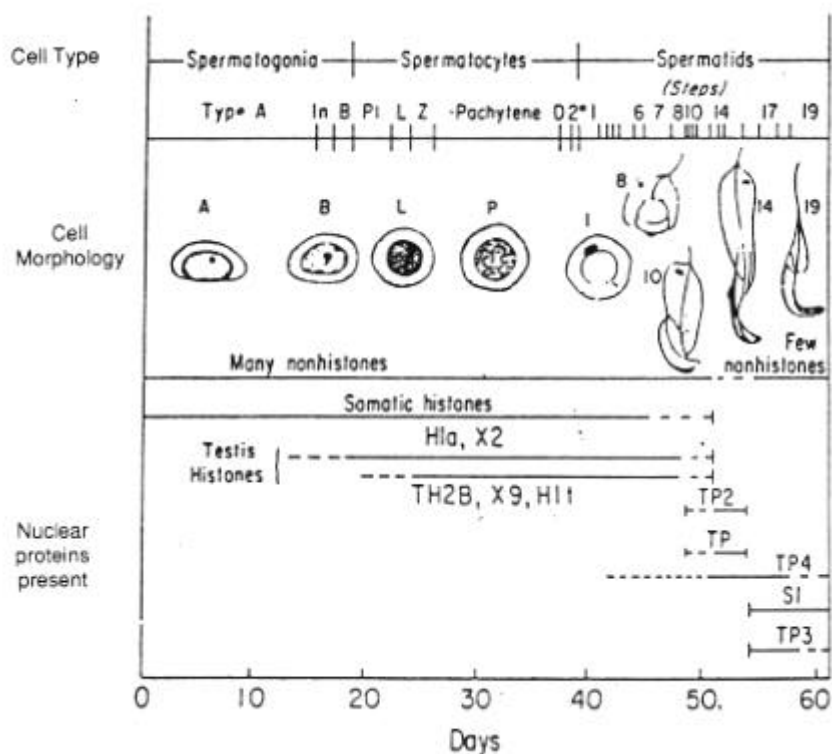 Cell Type
Spermatogonia Spermatocytes Spermatids
(Steps)
Type A In B Pl L Z Pachytene D 2° 1 6 7 8 10 14 17 19
Cell
Morphology
A B L P 1 8 10 14 19
Many nonhistones
Few
nonhistones
Somatic histones
Testis
Histones
H1a, X2
TH2B, X9, H1t
Nuclear
proteins
present
TP2
TP
TP4
S1
TP3
0 10 20 30 40 50. 60
Days